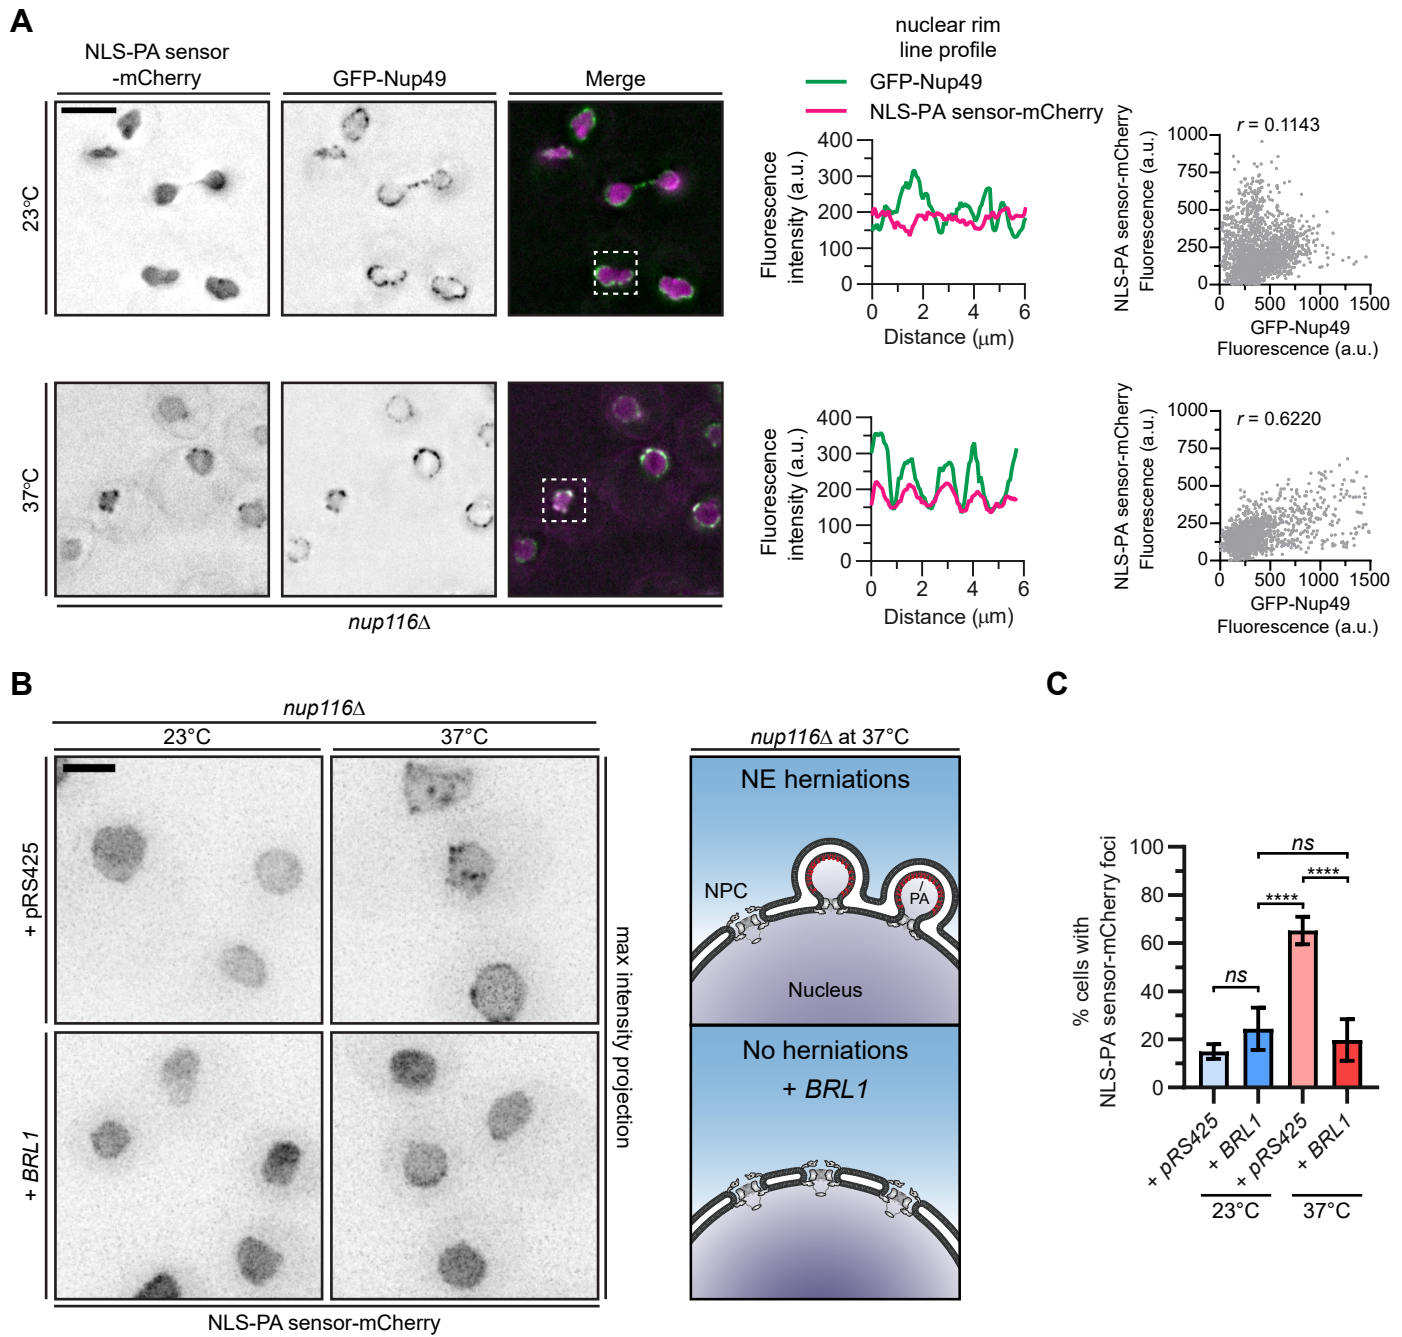 A
NLS-PA sensor
-mCherry
GFP-Nup49
Merge
nuclear rim
line profile
GFP-Nup49
NLS-PA sensor-mCherry
23°C
Fluorescence
intensity (a.u.)
400
300
200
100
0
0 2 4 6
Distance (μm)
NLS-PA sensor-mCherry
Fluorescence (a.u.)
r = 0.1143
1000
750
500
250
0
0 500 1000 1500
GFP-Nup49
Fluorescence (a.u.)
37°C
nup116Δ
Fluorescence
intensity (a.u.)
400
300
200
100
0
0 2 4 6
Distance (μm)
NLS-PA sensor-mCherry
Fluorescence (a.u.)
r = 0.6220
1000
750
500
250
0
0 500 1000 1500
GFP-Nup49
Fluorescence (a.u.)
B
nup116Δ
23°C 37°C
+ pRS425
+ BRL1
max intensity projection
NLS-PA sensor-mCherry
nup116Δ at 37°C
NE herniations
NPC
PA
Nucleus
No herniations
+ BRL1
C
% cells with
NLS-PA sensor-mCherry foci
100
80
60
40
20
0
ns
ns
****
****
+ pRS425
+ BRL1
+ pRS425
+ BRL1
23°C 37°C